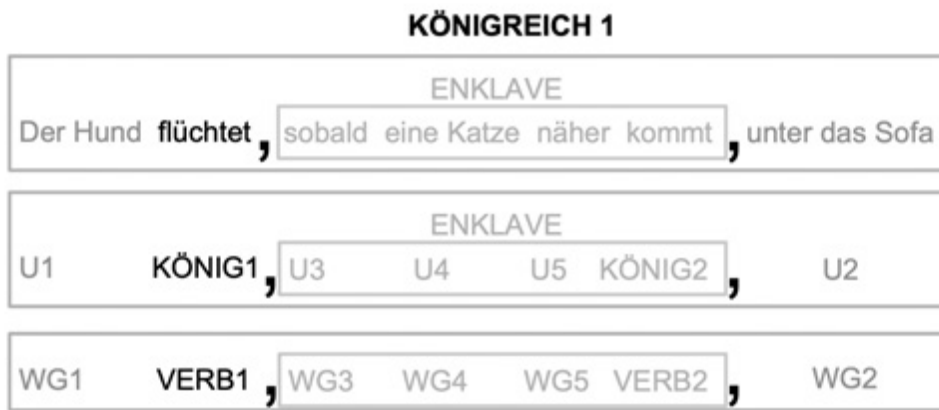 KÖNIGREICH 1
ENKLAVE
Der Hund flüchtet, sobald eine Katze näher kommt, unter das Sofa
ENKLAVE
U1 KÖNIG1, U3 U4 U5 KÖNIG2, U2
WG1 VERB1, WG3 WG4 WG5 VERB2, WG2